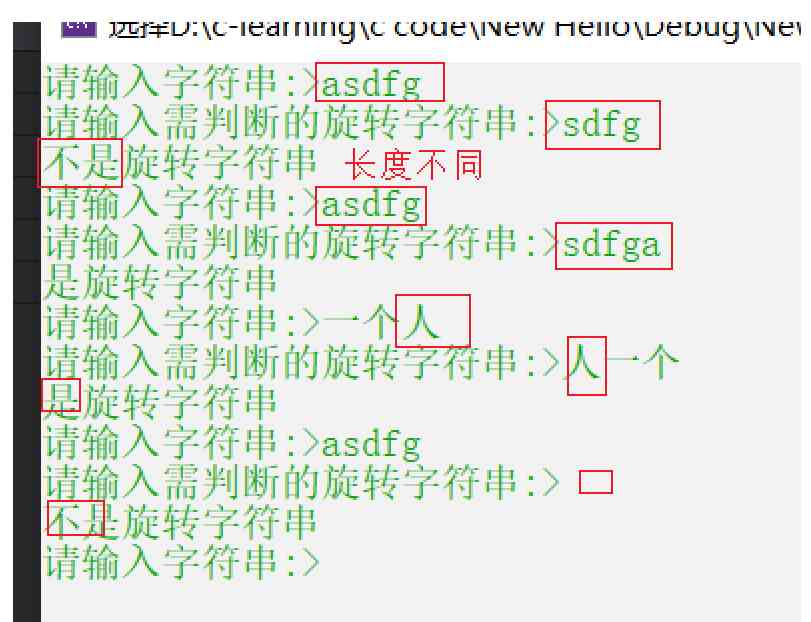 选择D:\c-learning\c code\New Hello\Debug\Ne
请输入字符串:>asdfg
请输入需判断的旋转字符串:>sdfg
不是旋转字符串 长度不同
请输入字符串:>asdfg
请输入需判断的旋转字符串:>sdfga
是旋转字符串
请输入字符串:>一个人
请输入需判断的旋转字符串:>人一个
是旋转字符串
请输入字符串:>asdfg
请输入需判断的旋转字符串:>
不是旋转字符串
请输入字符串:>